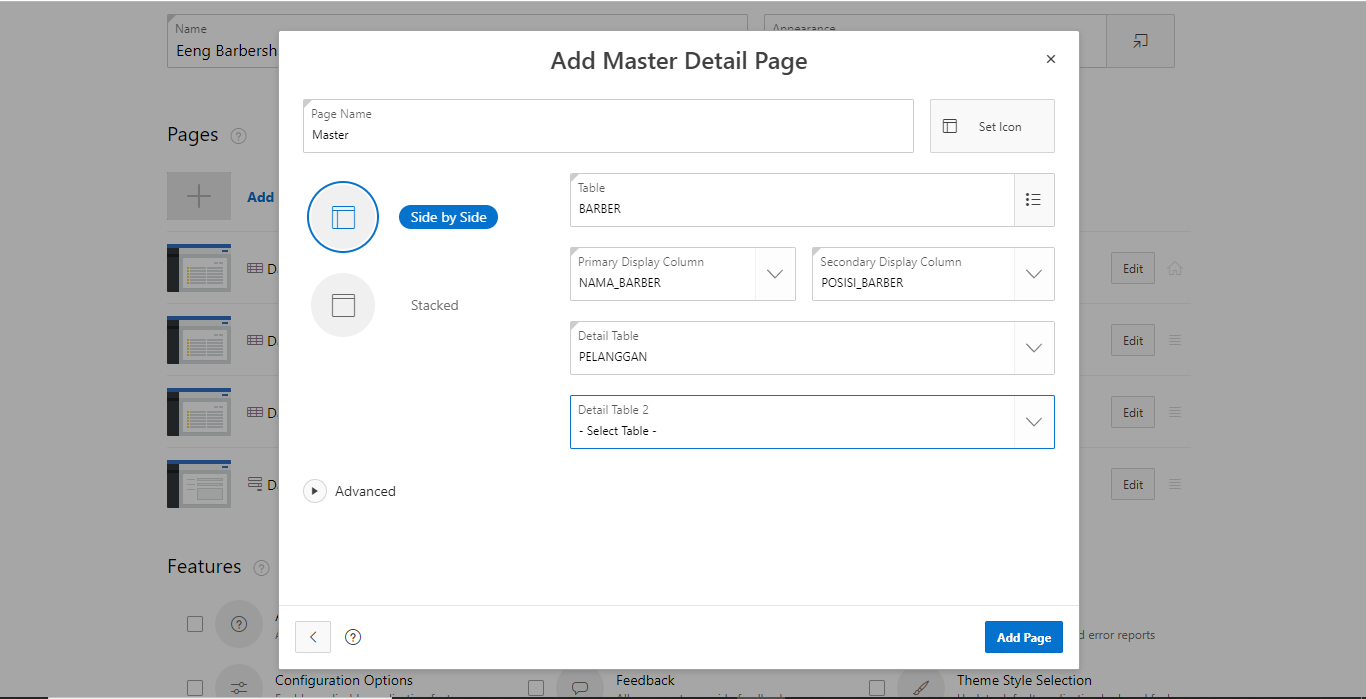 Name
Eeng Barbersh
Appearance
Add Master Detail Page
Page Name
Master
Set Icon
Pages
Add
Side by Side
Stacked
Table
BARBER
Primary Display Column
NAMA_BARBER
Secondary Display Column
POSISI_BARBER
Detail Table
PELANGGAN
Detail Table 2
- Select Table -
D
Edit
D
Edit
D
Edit
D
Edit
Advanced
Features
Add Page
d error reports
Configuration Options
Feedback
Theme Style Selection